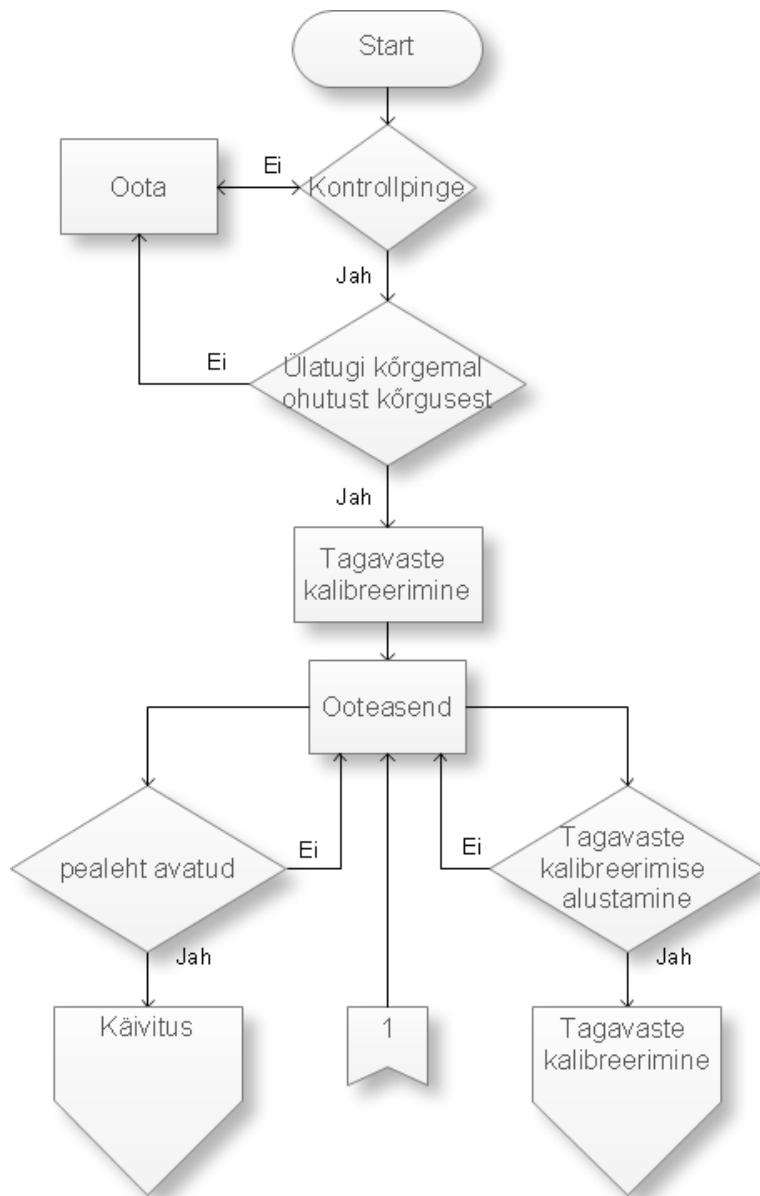 Start
Ei
Oota
Kontrollpinge
Jah
Ei
Ülatugi kõrgemal
ohutust kõrgusest
Jah
Tagavaste
kalibreerimine
Ooteasend
pealeht avatud
Ei
Ei
Tagavaste
kalibreerimise
alustamine
Jah
Jah
Käivitus
1
Tagavaste
kalibreerimine